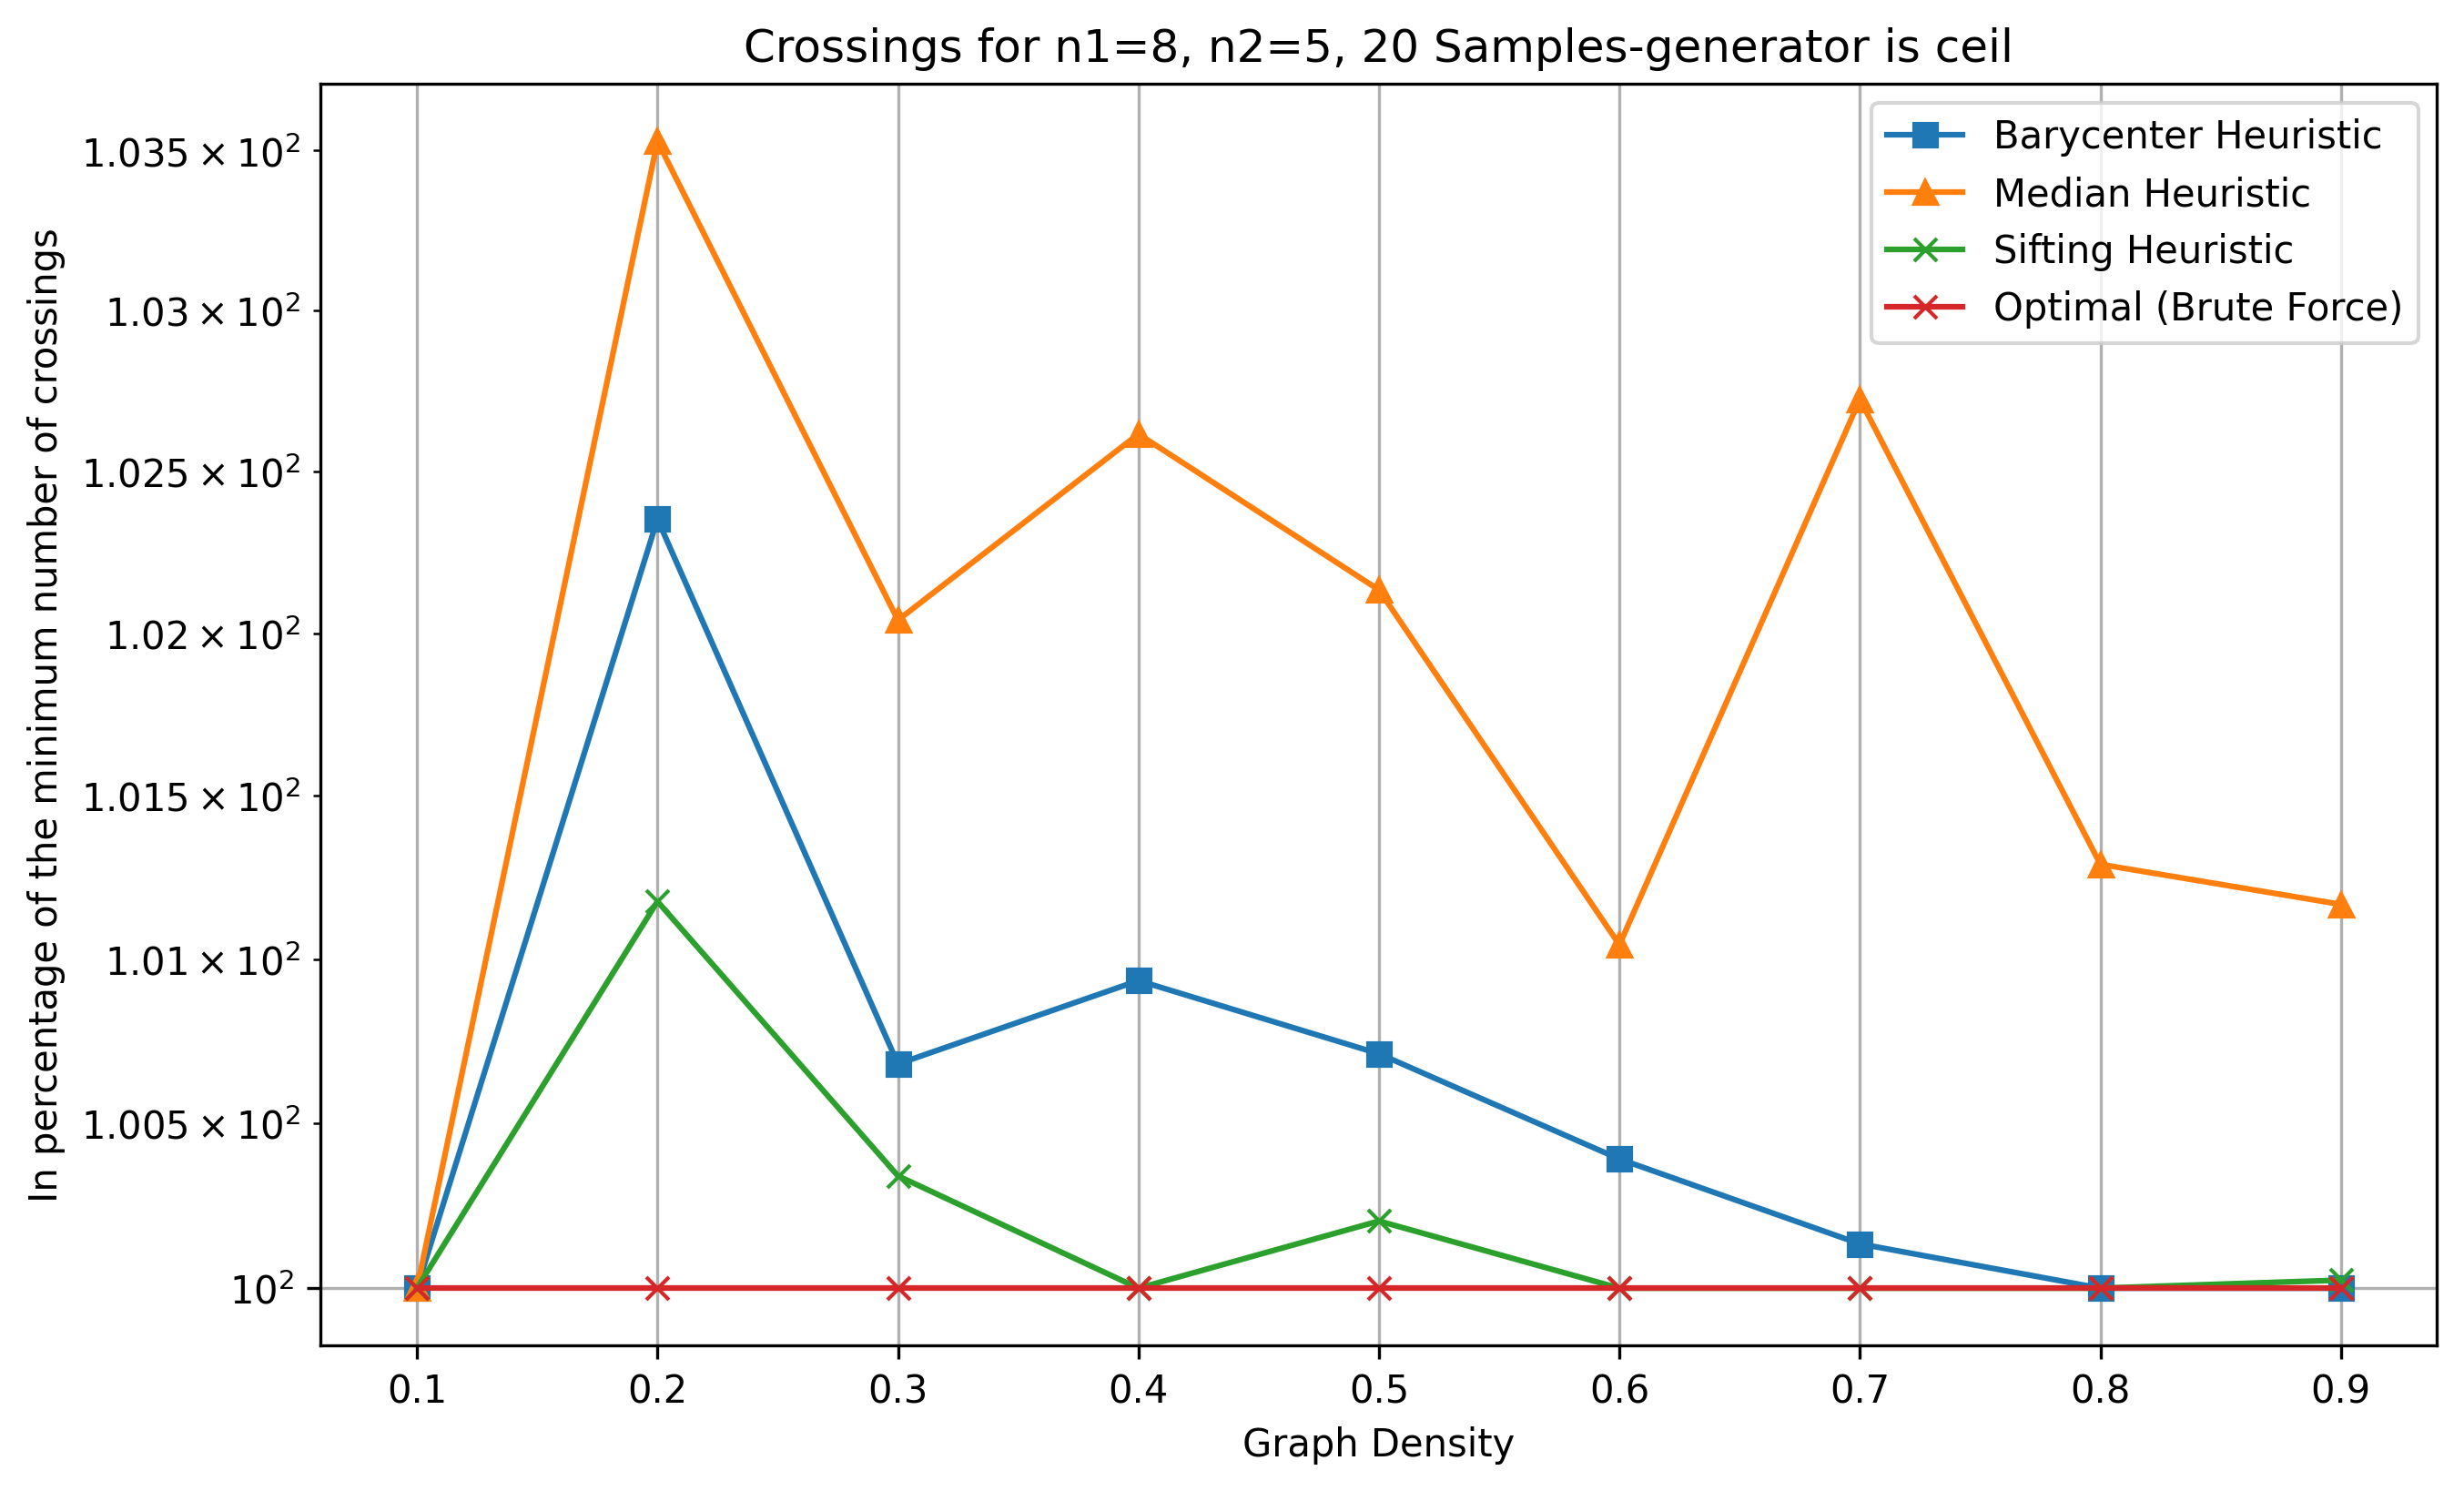 Crossings for n1=8, n2=5, 20 Samples-generator is ceil
In percentage of the minimum number of crossings
1.035 × 10²
1.03 × 10²
1.025 × 10²
1.02 × 10²
1.015 × 10²
1.01 × 10²
1.005 × 10²
10²
Barycenter Heuristic
Median Heuristic
Sifting Heuristic
Optimal (Brute Force)
0.1 0.2 0.3 0.4 0.5 0.6 0.7 0.8 0.9
Graph Density